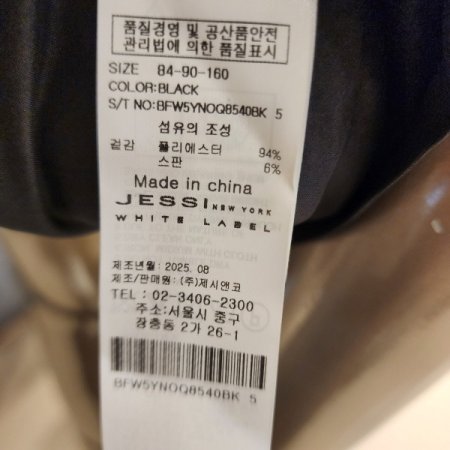 품질경영 및 공산품안전
관리법에 의한 품질표시
SIZE 84-90-160
COLOR:BLACK
S/T NO:BFW5YNOQ8540BK 5
섬유의 조성
겉감 폴리에스터 94%
스판 6%
Made in china
JESSI NEW YORK
WHITE LABEL
제조년월: 2025. 08
제조/판매원: (주)제시앤코
TEL : 02-3406-2300
주소:서울시 중구
장충동 2가 26-1
BFW5YNOQ8540BK 5